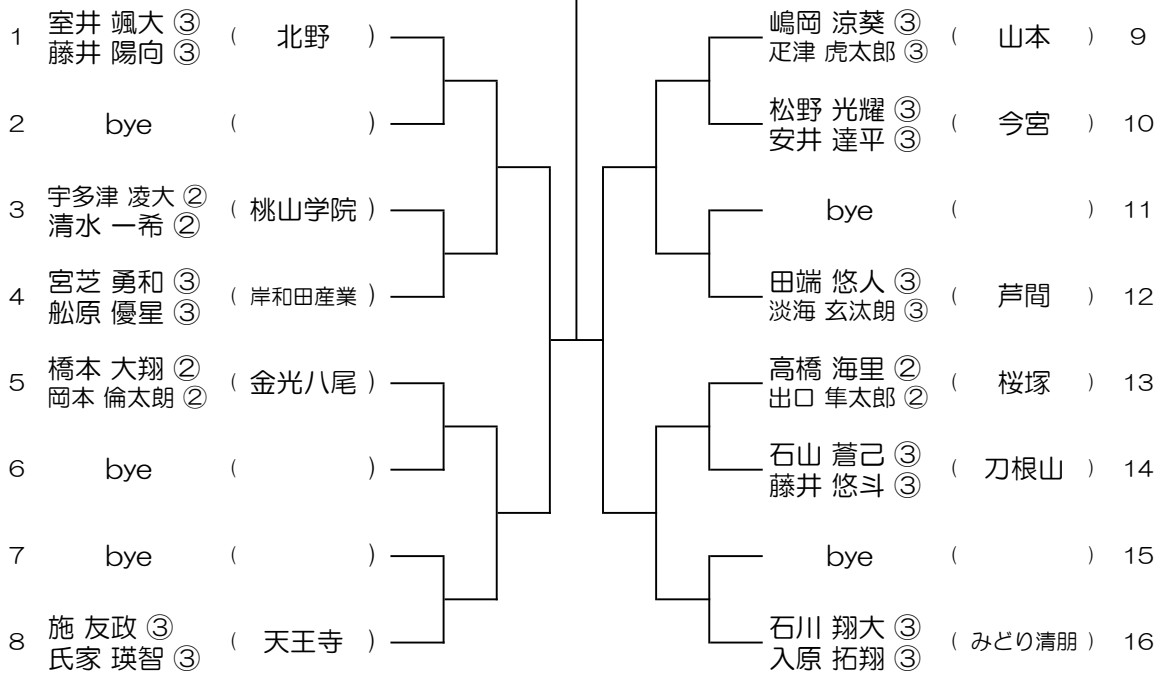 1 室井 颯大 ③ ( 北野 )
藤井 陽向 ③
2 bye ( )
3 宇多津 凌大 ② ( 桃山学院 )
清水 一希 ②
4 宮芝 勇和 ③ ( 岸和田産業 )
舩原 優星 ③
5 橋本 大翔 ② ( 金光八尾 )
岡本 倫太朗 ②
6 bye ( )
7 bye ( )
8 施 友政 ③ ( 天王寺 )
氏家 瑛智 ③
嶋岡 涼葵 ③ ( 山本 ) 9
疋津 虎太郎 ③
松野 光耀 ③ ( 今宮 ) 10
安井 達平 ③
bye ( ) 11
田端 悠人 ③ ( 芦間 ) 12
淡海 玄汰朗 ③
高橋 海里 ② ( 桜塚 ) 13
出口 隼太郎 ②
石山 蒼己 ③ ( 刀根山 ) 14
藤井 悠斗 ③
bye ( ) 15
石川 翔大 ③ ( みどり清朋 ) 16
入原 拓翔 ③